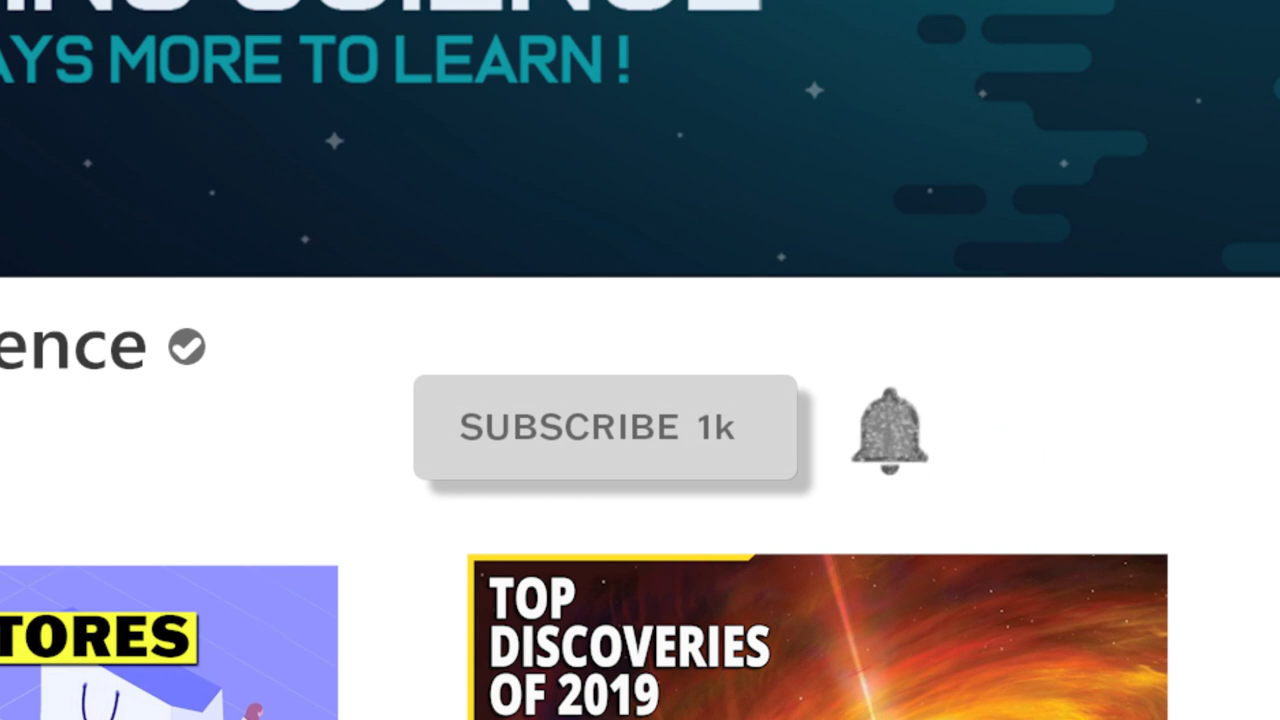 AYS MORE TO LEARN!
ence
SUBSCRIBE 1k
TORES
TOP
DISCOVERIES
OF 2019